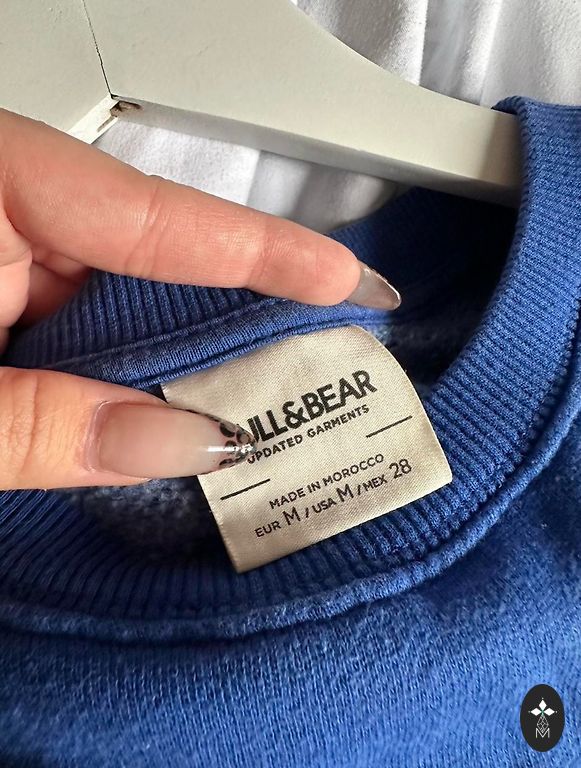 ULL&BEAR
UPDATED GARMENTS
MADE IN MOROCCO
EUR M / USA M / MEX 28
M